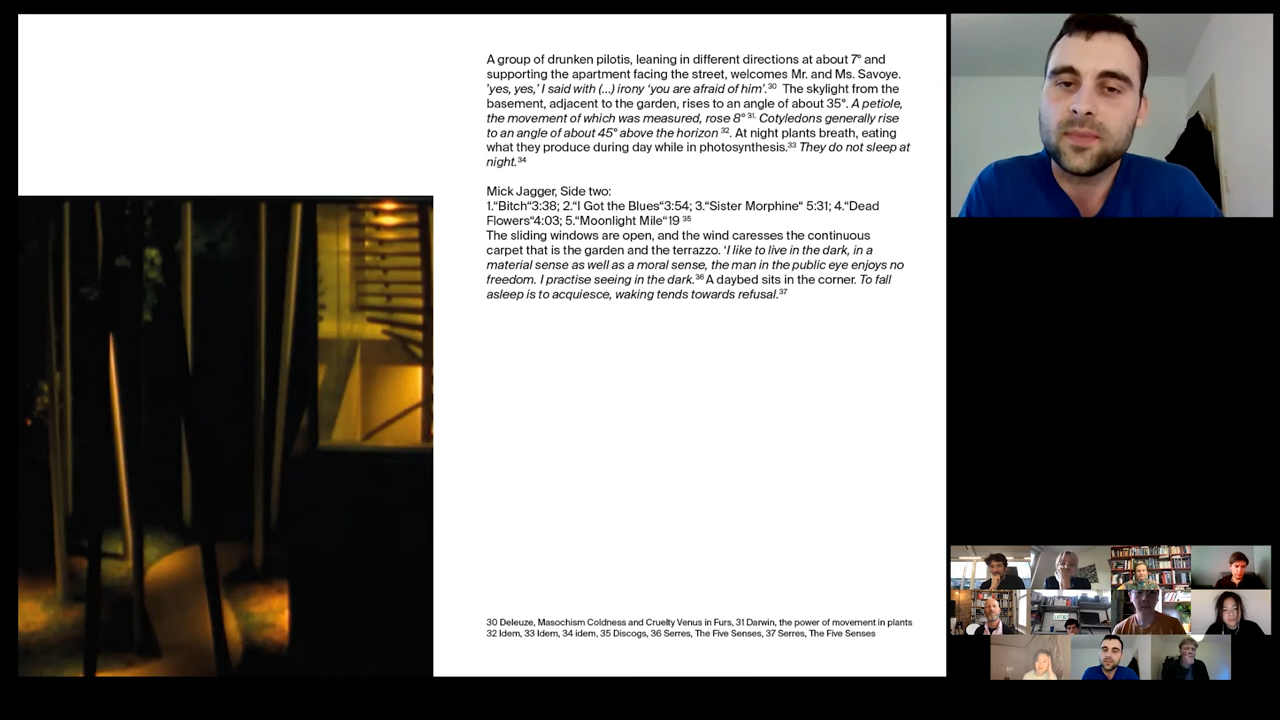 A group of drunken pilotis, leaning in different directions at about 7° and
supporting the apartment facing the street, welcomes Mr. and Ms. Savoye.
'yes, yes,' I said with (...) irony 'you are afraid of him'.30 The skylight from the
basement, adjacent to the garden, rises to an angle of about 35°. A petiole,
the movement of which was measured, rose 8° 31. Cotyledons generally rise
to an angle of about 45° above the horizon 32. At night plants breath, eating
what they produce during day while in photosynthesis.33 They do not sleep at
night.34
Mick Jagger, Side two:
1.“Bitch“3:38; 2.“I Got the Blues“3:54; 3.“Sister Morphine“ 5:31; 4.“Dead
Flowers“4:03; 5.“Moonlight Mile“19 35
The sliding windows are open, and the wind caresses the continuous
carpet that is the garden and the terrazzo. 'I like to live in the dark, in a
material sense as well as a moral sense, the man in the public eye enjoys no
freedom. I practise seeing in the dark.36 A daybed sits in the corner. To fall
asleep is to acquiesce, waking tends towards refusal.37
30 Deleuze, Masochism Coldness and Cruelty Venus in Furs, 31 Darwin, the power of movement in plants
32 Idem, 33 Idem, 34 idem, 35 Discogs, 36 Serres, The Five Senses, 37 Serres, The Five Senses